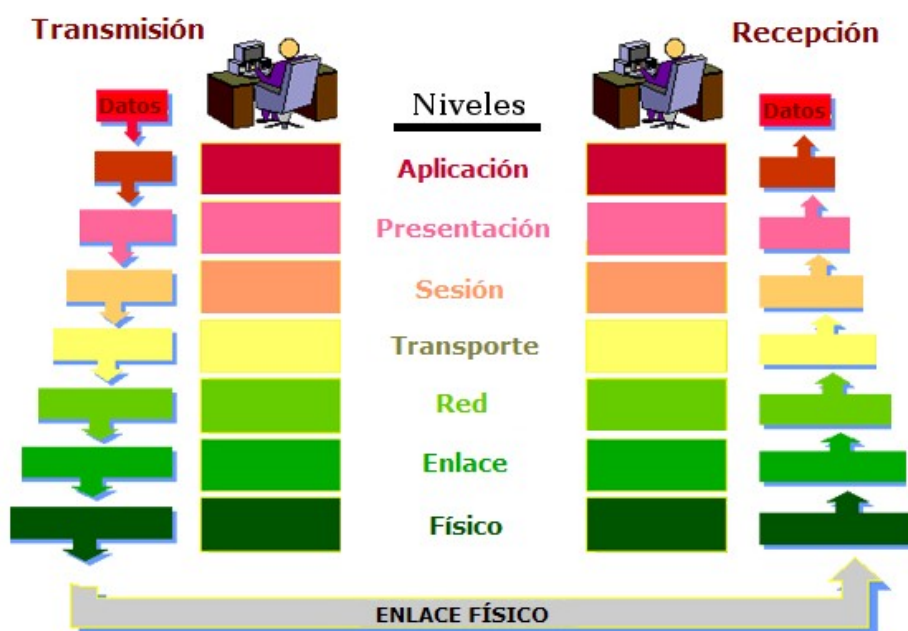 Transmisión
Recepción
Datos
Niveles
Datos
Aplicación
Presentación
Sesión
Transporte
Red
Enlace
Físico
ENLACE FÍSICO